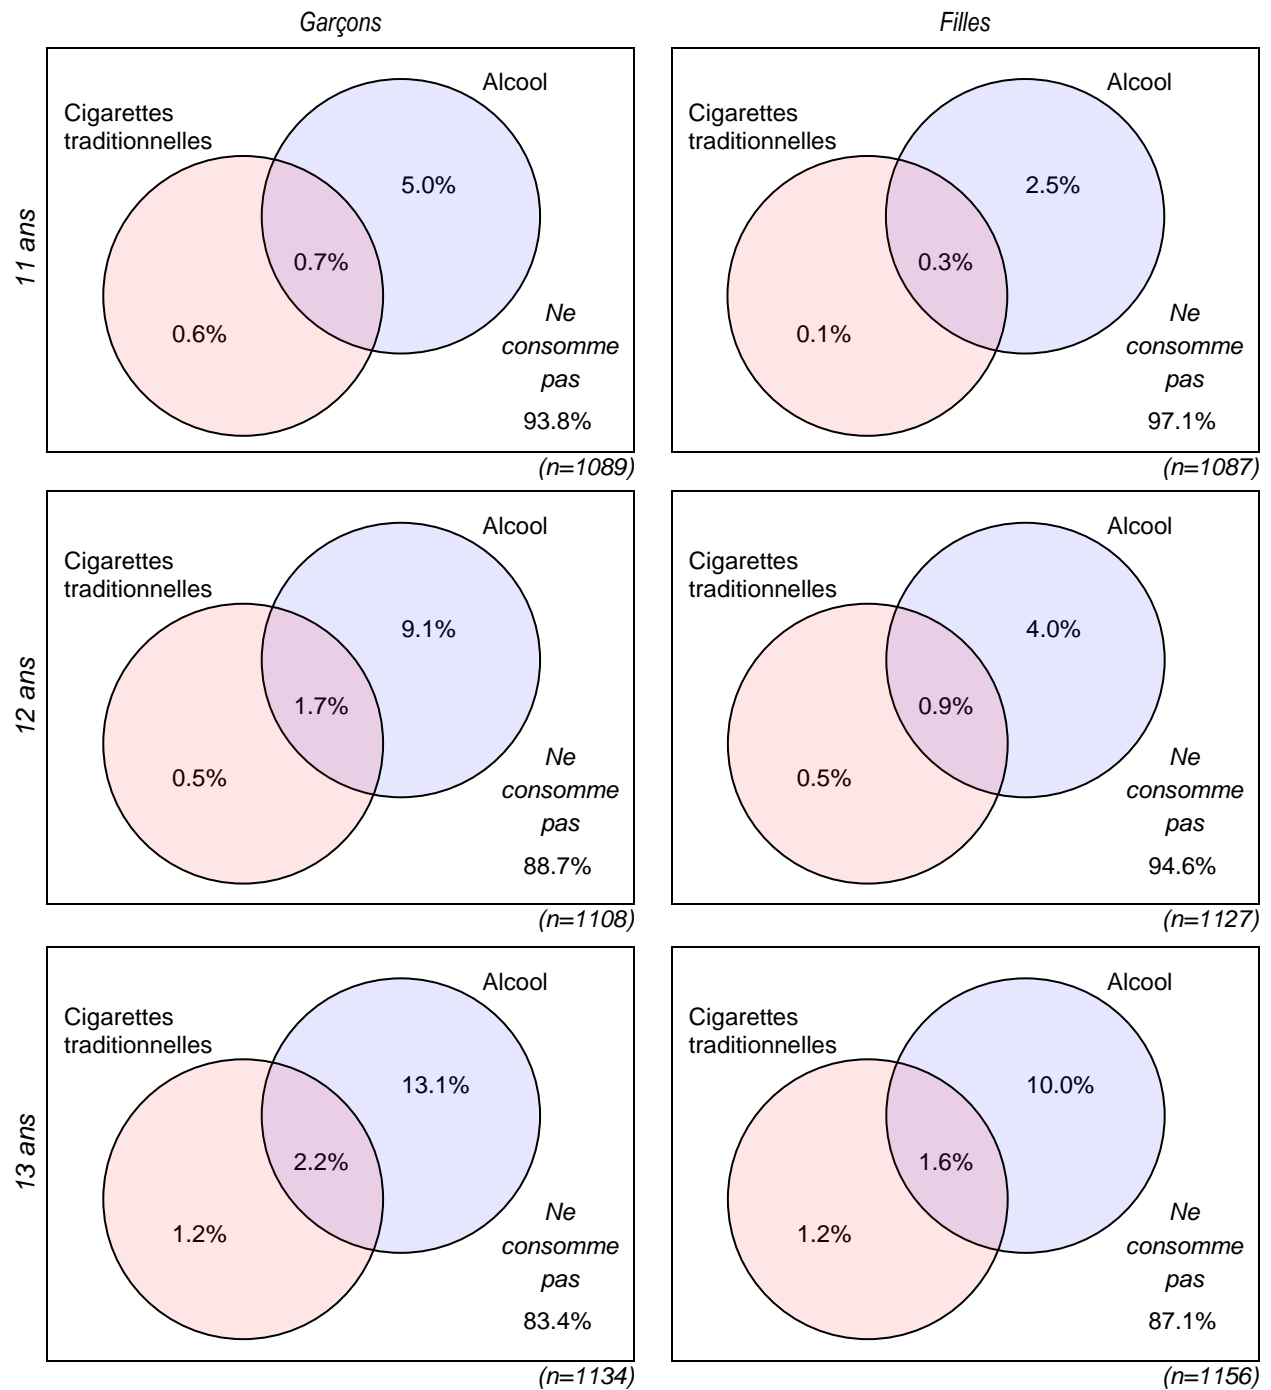 Garçons
Filles
11 ans
Alcool
Cigarettes
traditionnelles
5.0%
0.7%
0.6%
Ne
consomme
pas
93.8%
(n=1089)
Alcool
Cigarettes
traditionnelles
2.5%
0.3%
0.1%
Ne
consomme
pas
97.1%
(n=1087)
12 ans
Alcool
Cigarettes
traditionnelles
9.1%
1.7%
0.5%
Ne
consomme
pas
88.7%
(n=1108)
Alcool
Cigarettes
traditionnelles
4.0%
0.9%
0.5%
Ne
consomme
pas
94.6%
(n=1127)
13 ans
Alcool
Cigarettes
traditionnelles
13.1%
2.2%
1.2%
Ne
consomme
pas
83.4%
(n=1134)
Alcool
Cigarettes
traditionnelles
10.0%
1.6%
1.2%
Ne
consomme
pas
87.1%
(n=1156)